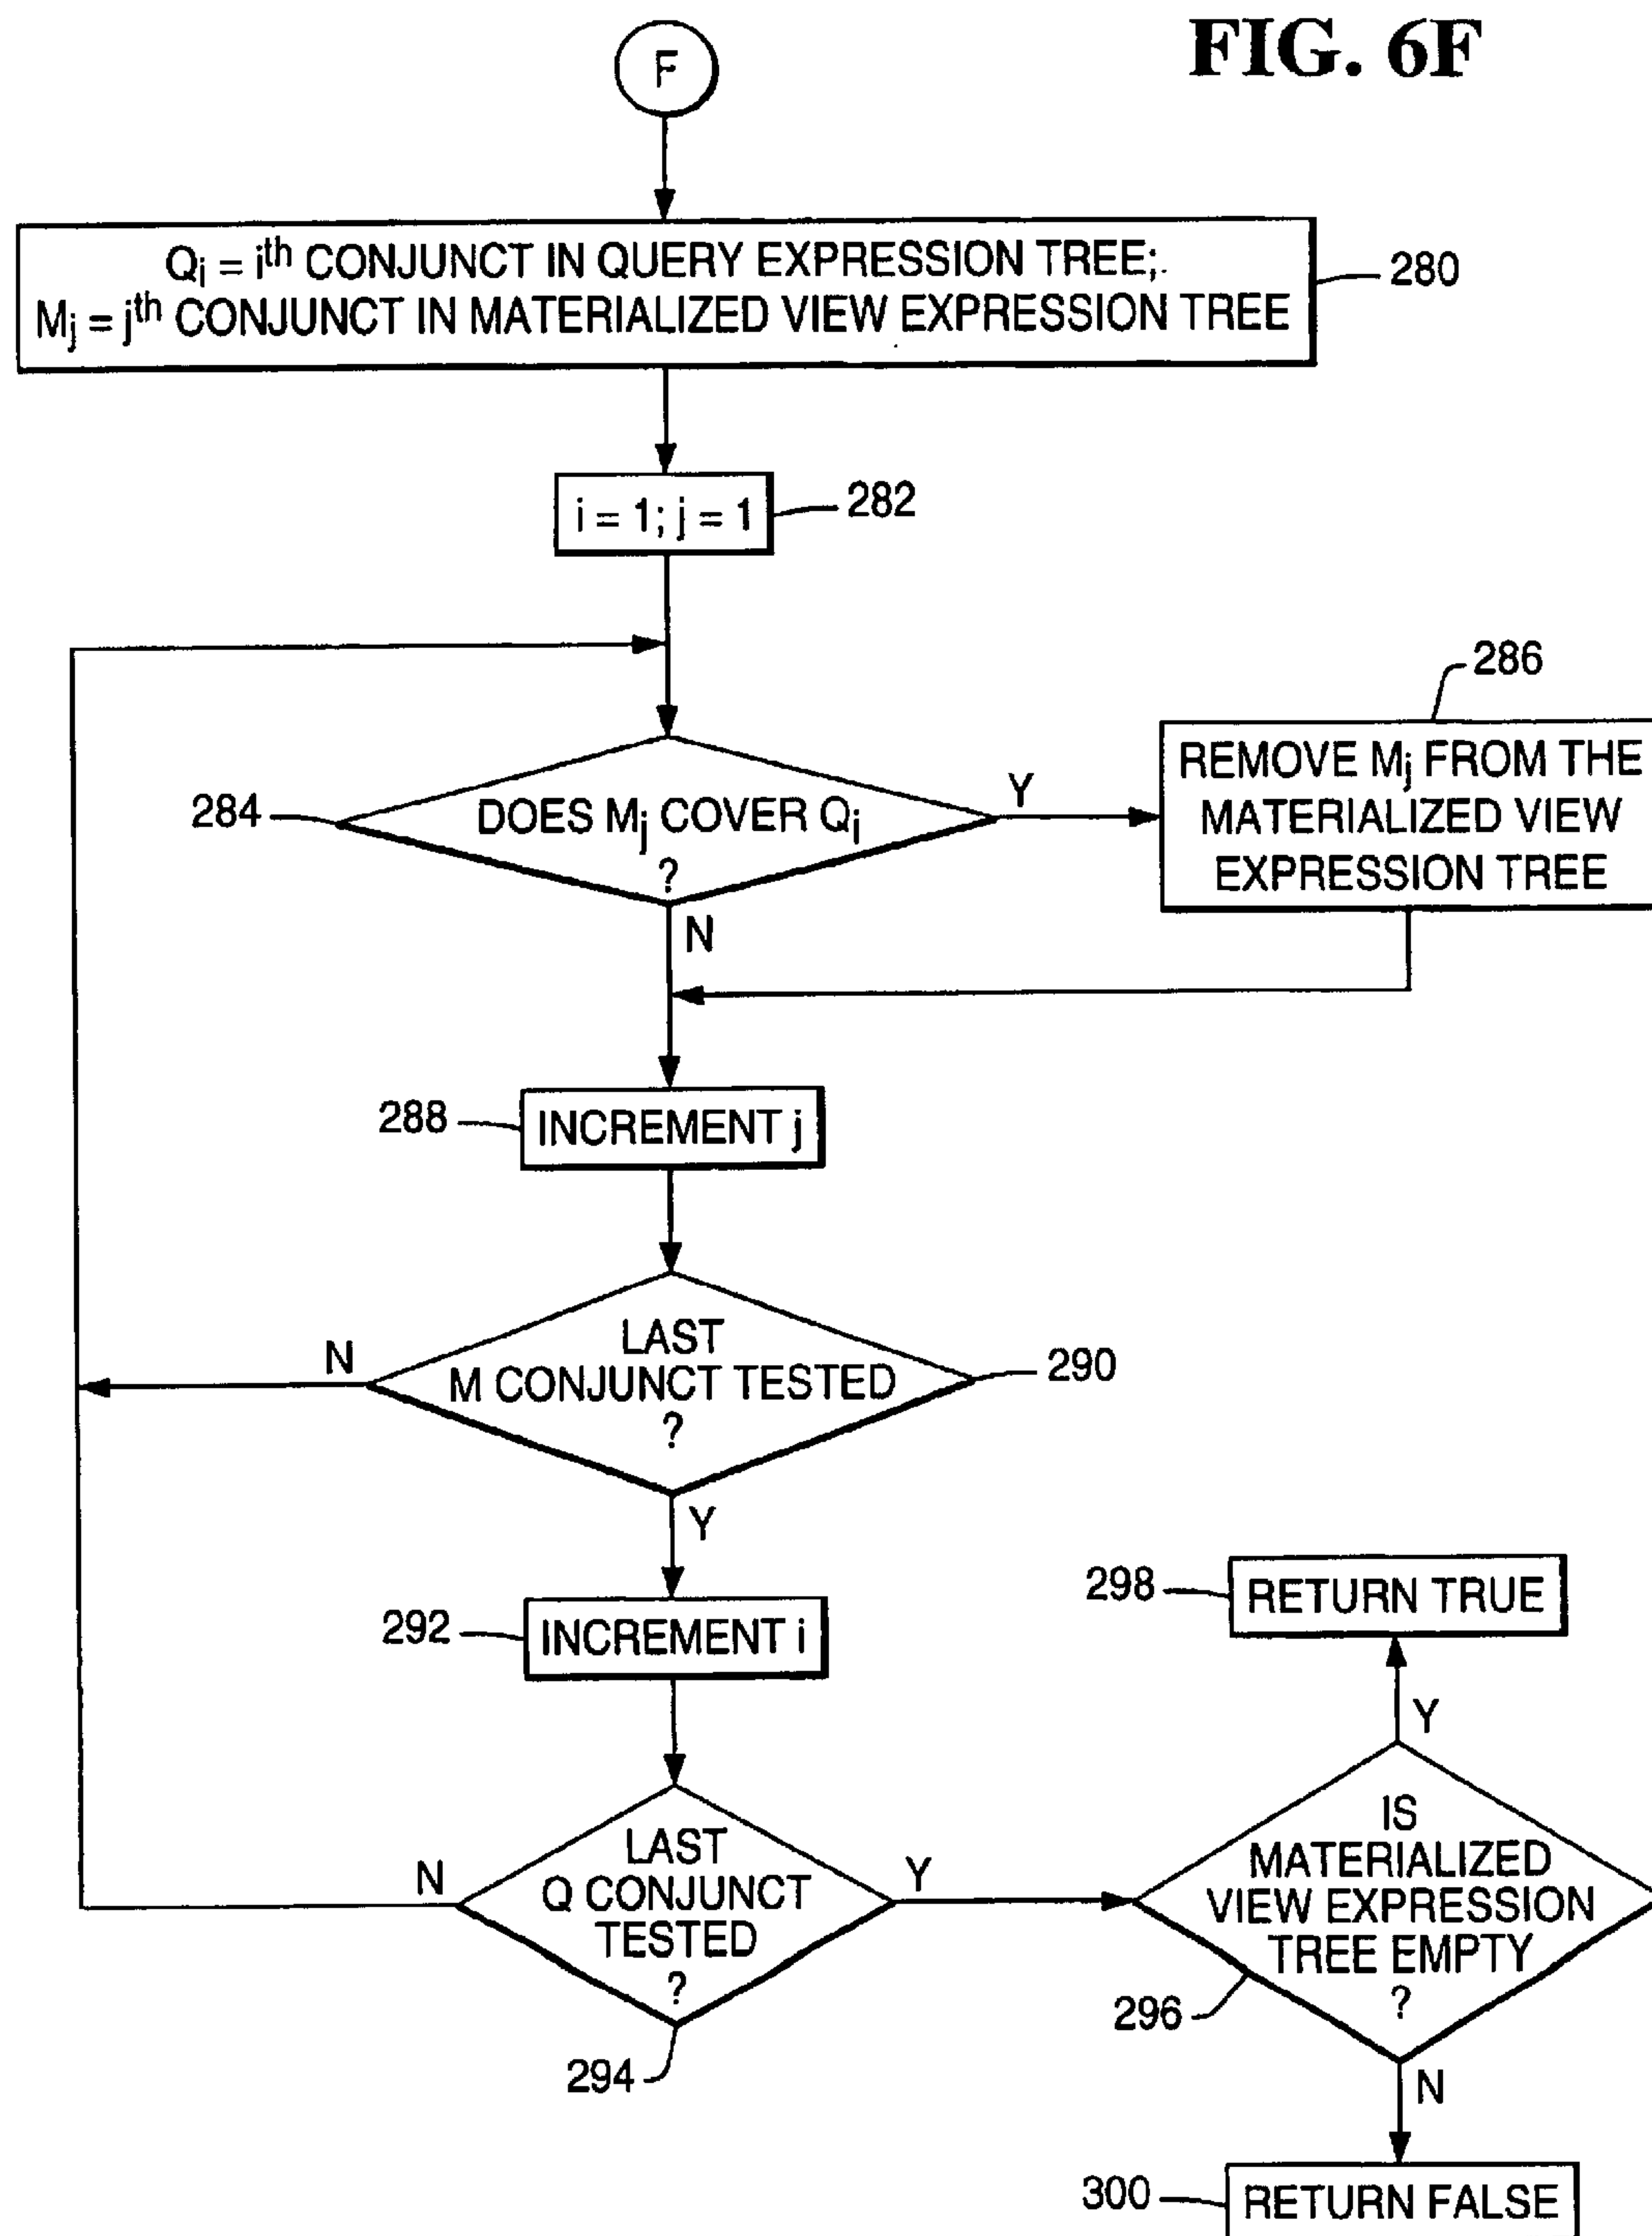 FIG. 6F
F
Qi = ith CONJUNCT IN QUERY EXPRESSION TREE;
Mj = jth CONJUNCT IN MATERIALIZED VIEW EXPRESSION TREE
280
i = 1; j = 1
282
286
REMOVE Mj FROM THE
MATERIALIZED VIEW
EXPRESSION TREE
284
DOES Mj COVER Qi
?
Y
N
288
INCREMENT j
LAST
M CONJUNCT TESTED
?
290
N
Y
292
INCREMENT i
298
RETURN TRUE
Y
LAST
Q CONJUNCT
TESTED
?
N
Y
294
IS
MATERIALIZED
VIEW EXPRESSION
TREE EMPTY
?
296
N
300
RETURN FALSE